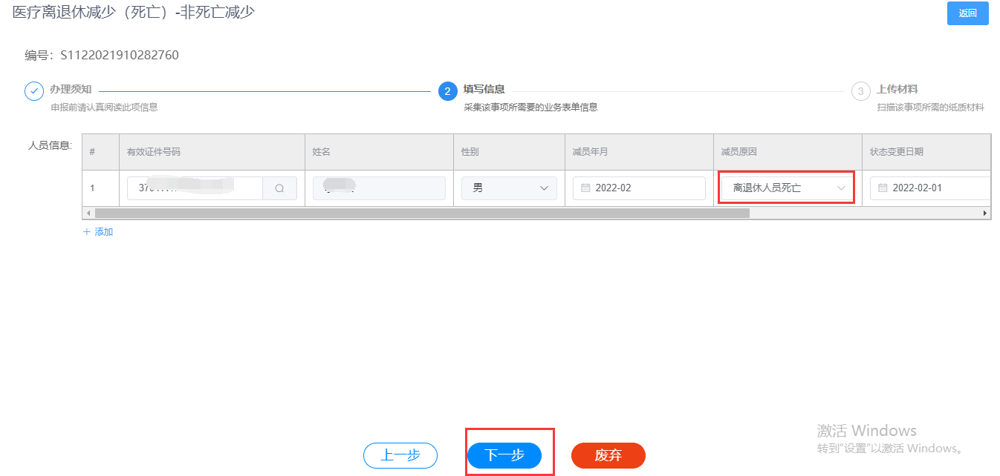 医疗离退休减少（死亡）-非死亡减少
返回
编号：S1122021910282760
办理须知
申报前请认真阅读此项信息
2
填写信息
采集该事项所需要的业务表单信息
3
上传材料
扫描该事项所需的纸质材料
人员信息:
# 有效证件号码 姓名 性别 减员年月 减员原因 状态变更日期
1 男 2022-02 离退休人员死亡 2022-02-01
+ 添加
激活 Windows
转到"设置"以激活 Windows。
上一步 下一步 废弃